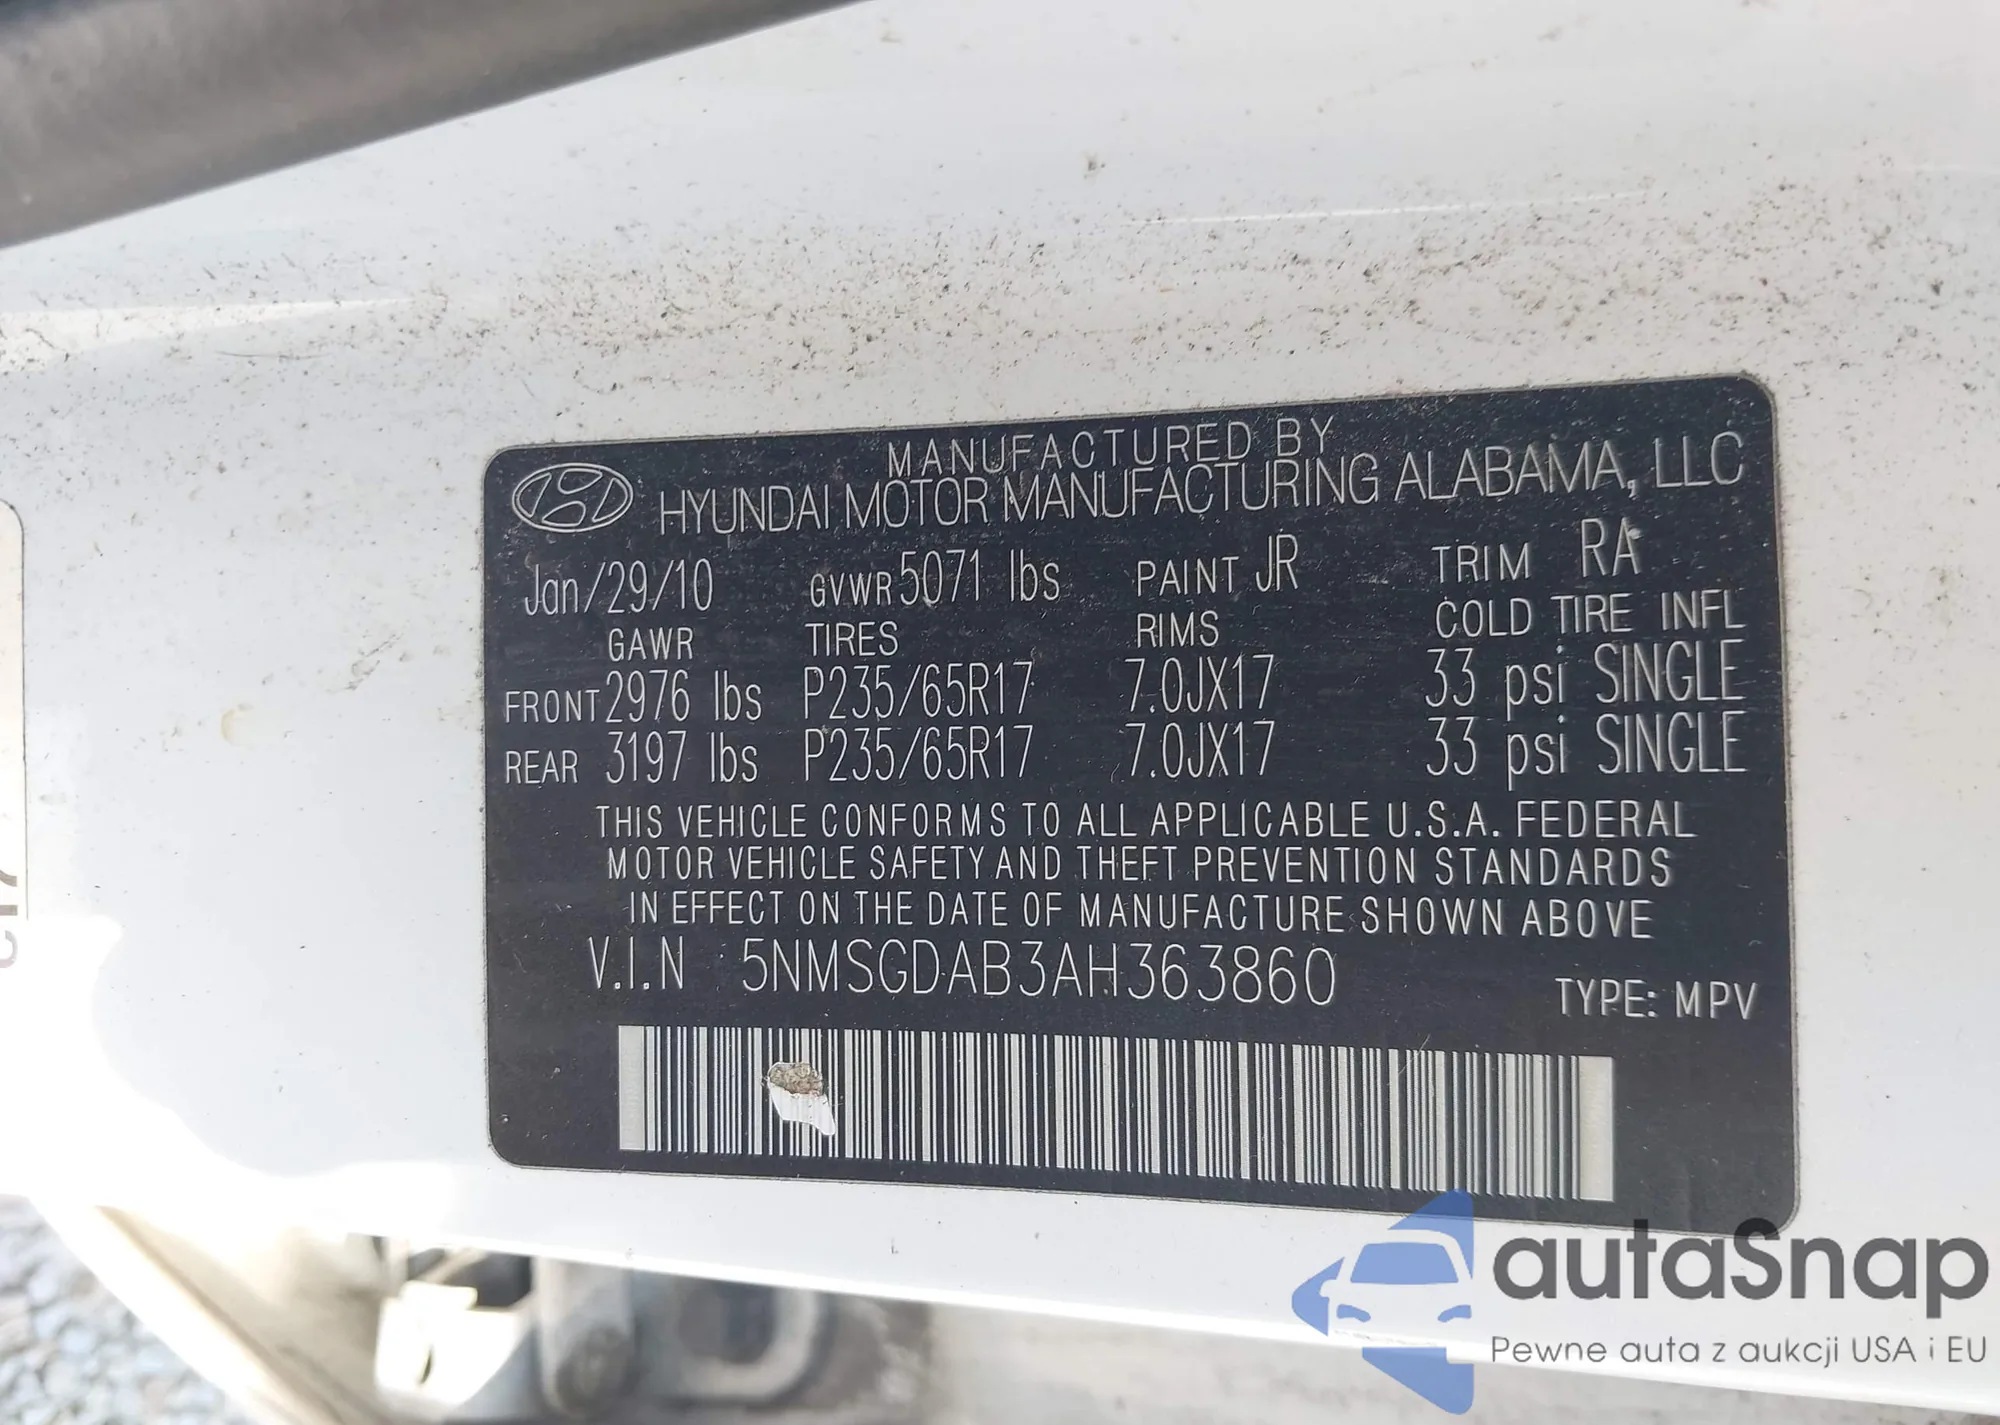 MANUFACTURED BY
HYUNDAI MOTOR MANUFACTURING ALABAMA, LLC
Jan/29/10 GVWR 5071 lbs PAINT JR TRIM RA
GAWR TIRES RIMS COLD TIRE INFL
FRONT 2976 lbs P235/65R17 7.0JX17 33 psi SINGLE
REAR 3197 lbs P235/65R17 7.0JX17 33 psi SINGLE
THIS VEHICLE CONFORMS TO ALL APPLICABLE U.S.A. FEDERAL
MOTOR VEHICLE SAFETY AND THEFT PREVENTION STANDARDS
IN EFFECT ON THE DATE OF MANUFACTURE SHOWN ABOVE
V.I.N : 5NMSGDAB3AH363860
TYPE: MPV
autaSnap
Pewne auta z aukcji USA i EU